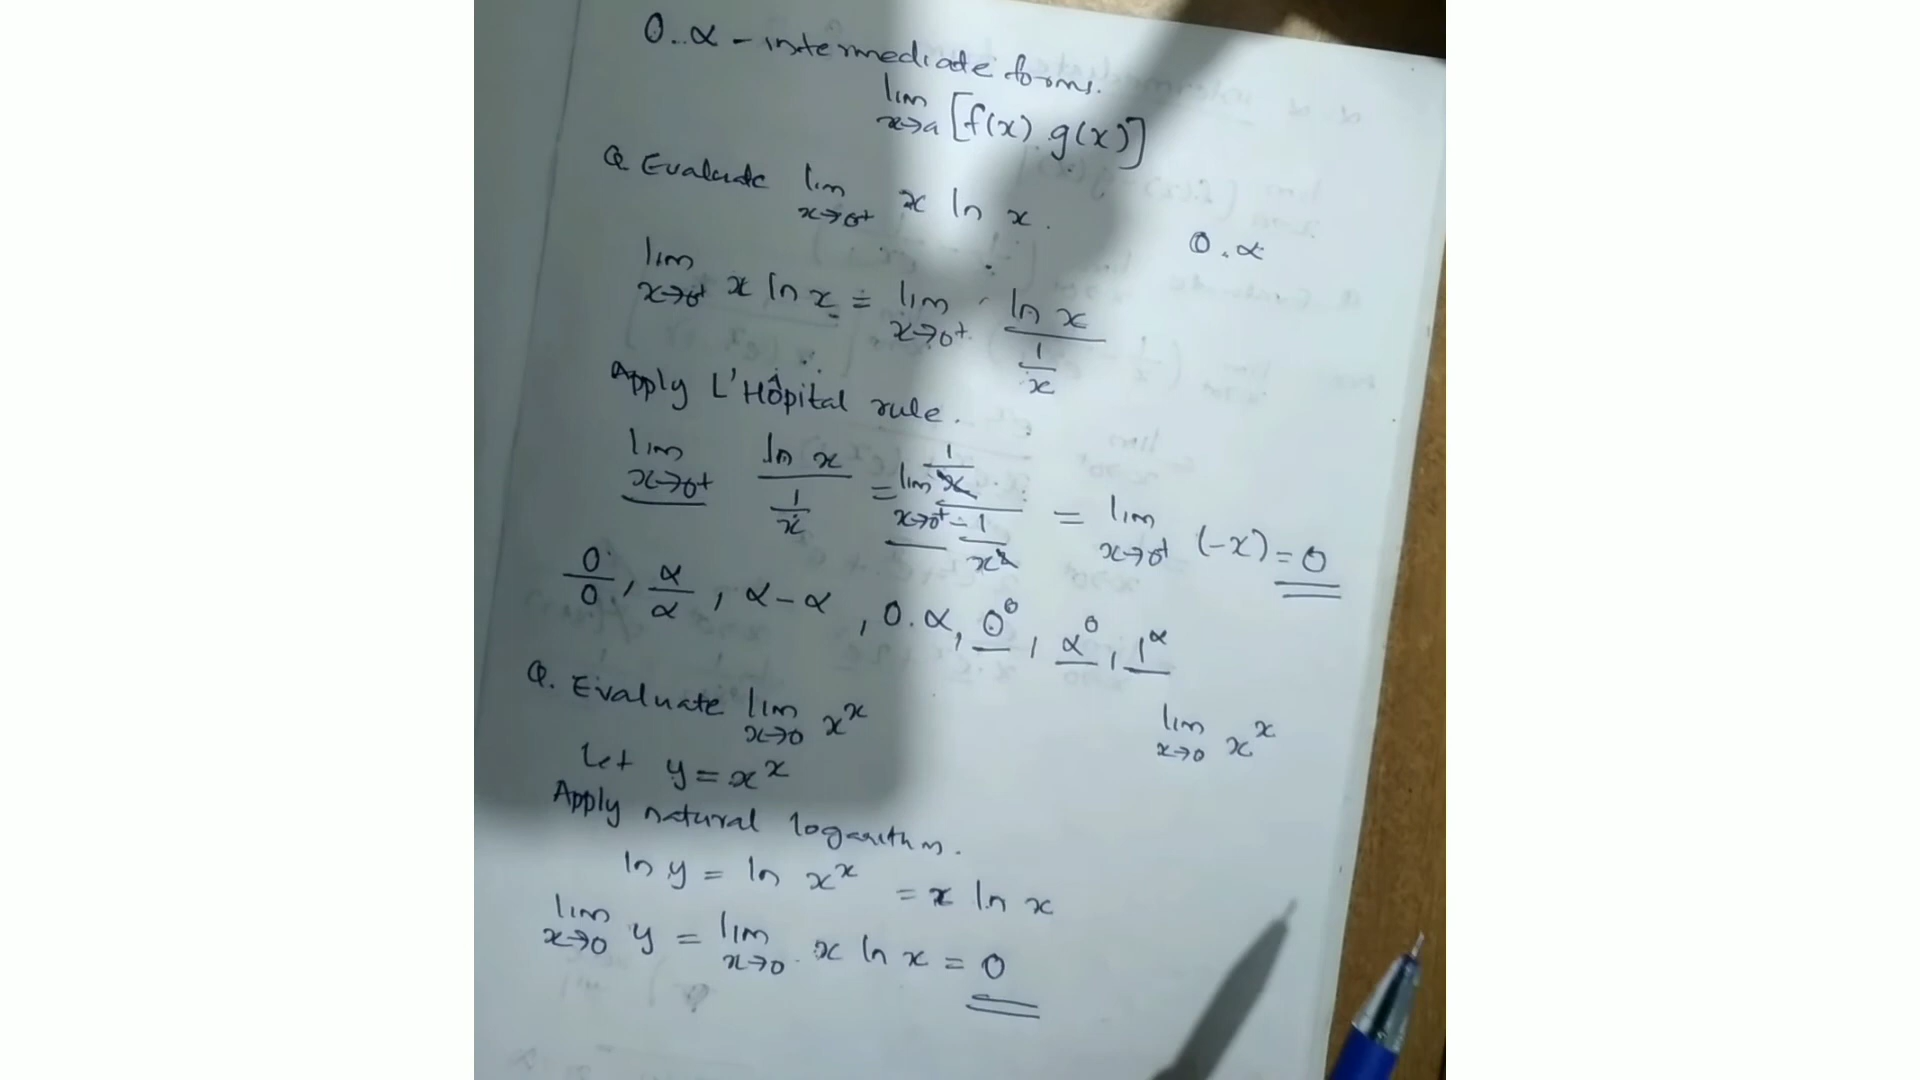 0..∝ - intermediate forms.
lim x→a [f(x) g(x)]
Q Evaluate lim x→0+ x ln x.
0.∝
lim x→0+ x ln x = lim x→0+ ln x / (1/x)
Apply L'Hôpital rule.
lim x→0+ ln x / (1/x) = lim x→0+ (1/x) / (-1/x²) = lim x→0+ (-x) = 0
0/0, ∝/∝, ∝-∝, 0.∝, 0⁰, ∝⁰, 1^∝
Q. Evaluate lim x→0 x^x
lim x→0 x^x
Let y = x^x
Apply natural logarithm.
ln y = ln x^x = x ln x
lim x→0 y = lim x→0 x ln x = 0